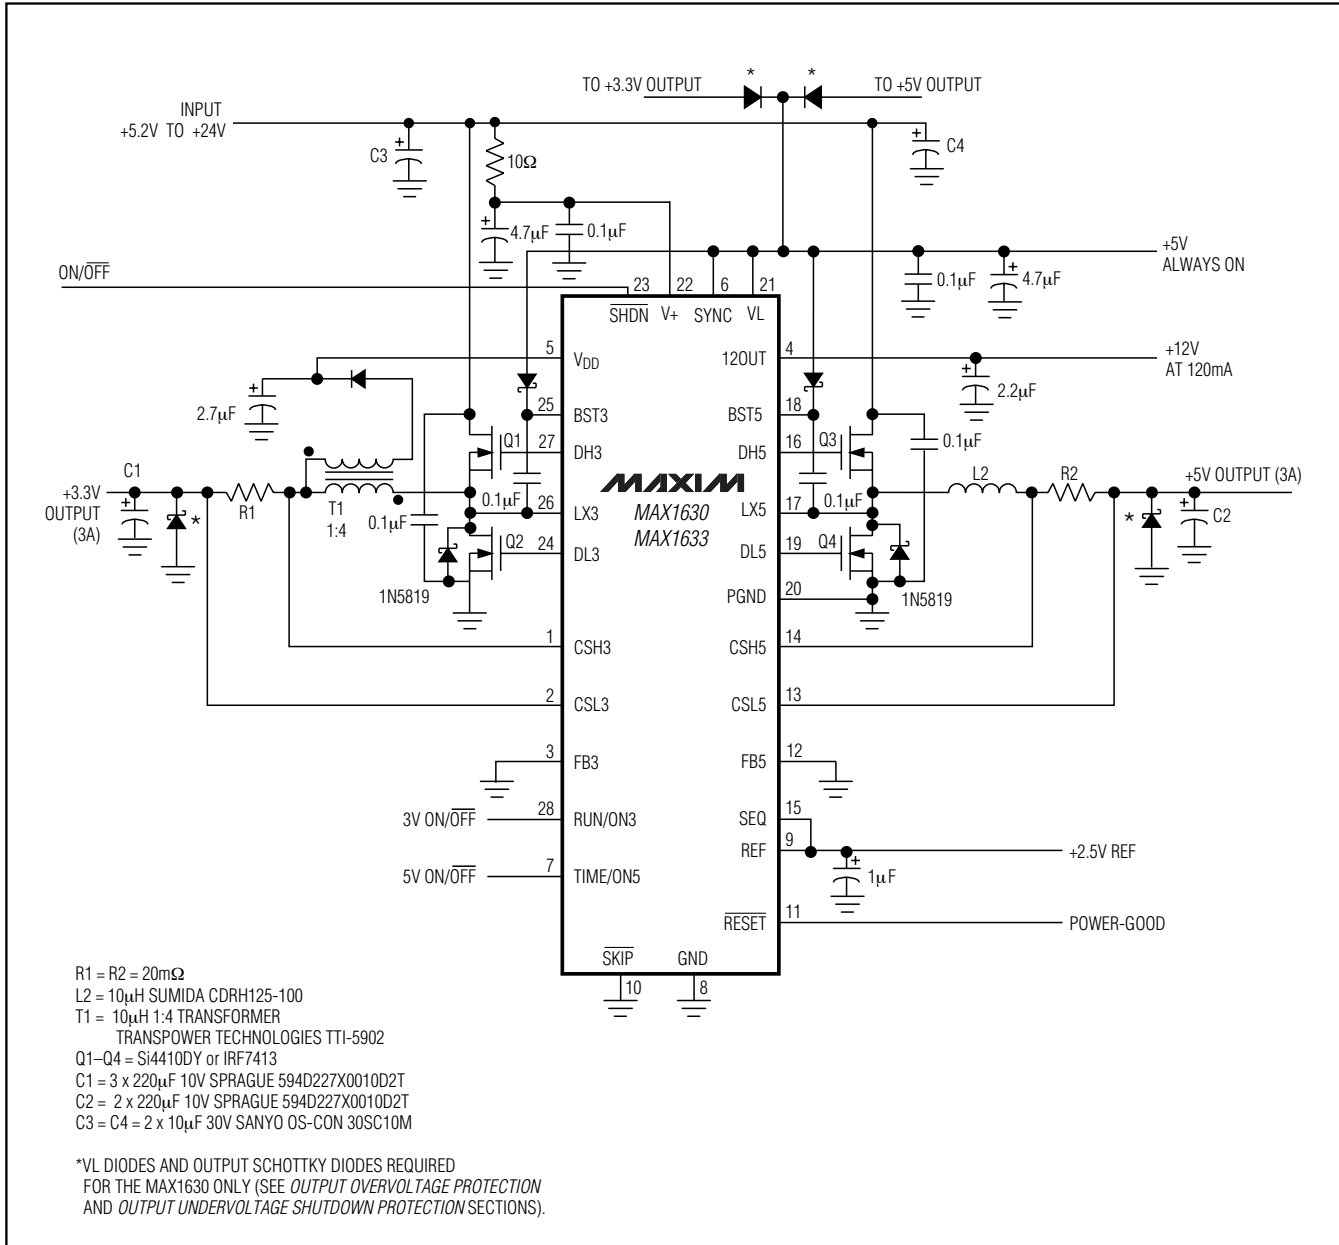 TO +3.3V OUTPUT
*
*
TO +5V OUTPUT
INPUT
+5.2V TO +24V
C3
+
10Ω
+
C4
+
4.7µF
0.1µF
ON/OFF
+5V
ALWAYS ON
0.1µF
+
4.7µF
23
22
6
21
SHDN
V+
SYNC
VL
5
VDD
12OUT
4
+12V
AT 120mA
+
2.7µF
+
2.2µF
25
BST3
BST5
18
Q1
27
DH3
DH5
16
Q3
0.1µF
C1
+3.3V
OUTPUT
(3A)
+
*
R1
T1
1:4
0.1µF
0.1µF
26
LX3
MAXIM
MAX1630
MAX1633
LX5
17
0.1µF
L2
R2
+5V OUTPUT (3A)
*
+
C2
Q2
24
DL3
DL5
19
Q4
1N5819
PGND
20
1N5819
1
CSH3
CSH5
14
2
CSL3
CSL5
13
3
FB3
FB5
12
3V ON/OFF
28
RUN/ON3
SEQ
15
REF
9
+2.5V REF
+
1µF
5V ON/OFF
7
TIME/ON5
RESET
11
POWER-GOOD
SKIP
GND
10
8
R1 = R2 = 20mΩ
L2 = 10µH SUMIDA CDRH125-100
T1 = 10µH 1:4 TRANSFORMER
TRANSPOWER TECHNOLOGIES TTI-5902
Q1–Q4 = Si4410DY or IRF7413
C1 = 3 x 220µF 10V SPRAGUE 594D227X0010D2T
C2 = 2 x 220µF 10V SPRAGUE 594D227X0010D2T
C3 = C4 = 2 x 10µF 30V SANYO OS-CON 30SC10M
*VL DIODES AND OUTPUT SCHOTTKY DIODES REQUIRED
FOR THE MAX1630 ONLY (SEE OUTPUT OVERVOLTAGE PROTECTION
AND OUTPUT UNDERVOLTAGE SHUTDOWN PROTECTION SECTIONS).